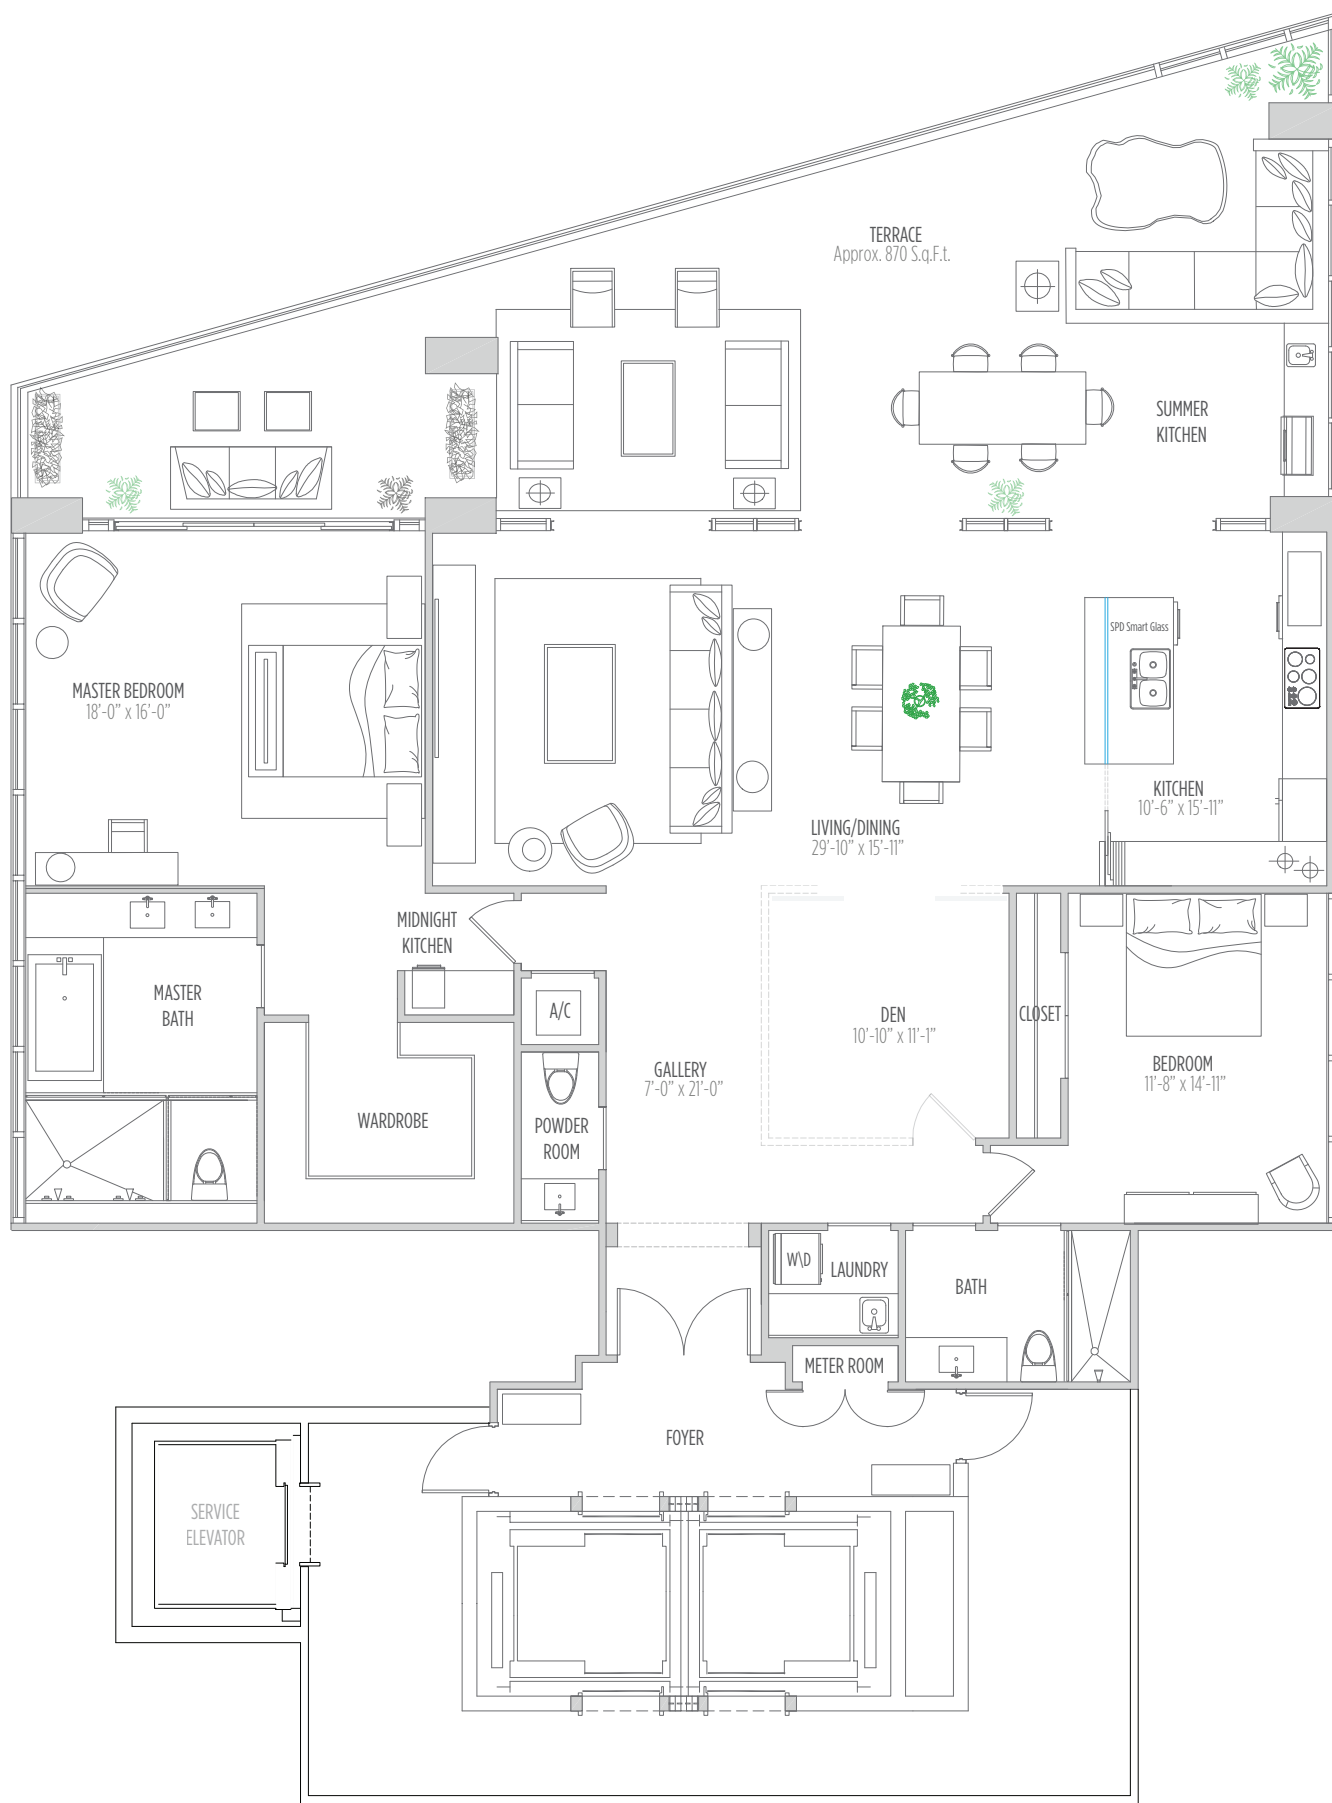 TERRACE
Approx. 870 S.q.F.t.
SUMMER
KITCHEN
SPD Smart Glass
MASTER BEDROOM
18'-0” x 16'-0”
KITCHEN
10'-6” x 15'-11”
LIVING/DINING
29'-10” x 15'-11”
MIDNIGHT
KITCHEN
MASTER
BATH
A/C
DEN
10'-10” x 11'-1”
CLOSET
BEDROOM
11'-8” x 14'-11”
GALLERY
7'-0” x 21'-0”
WARDROBE
POWDER
ROOM
W\D
LAUNDRY
BATH
METER ROOM
FOYER
SERVICE
ELEVATOR